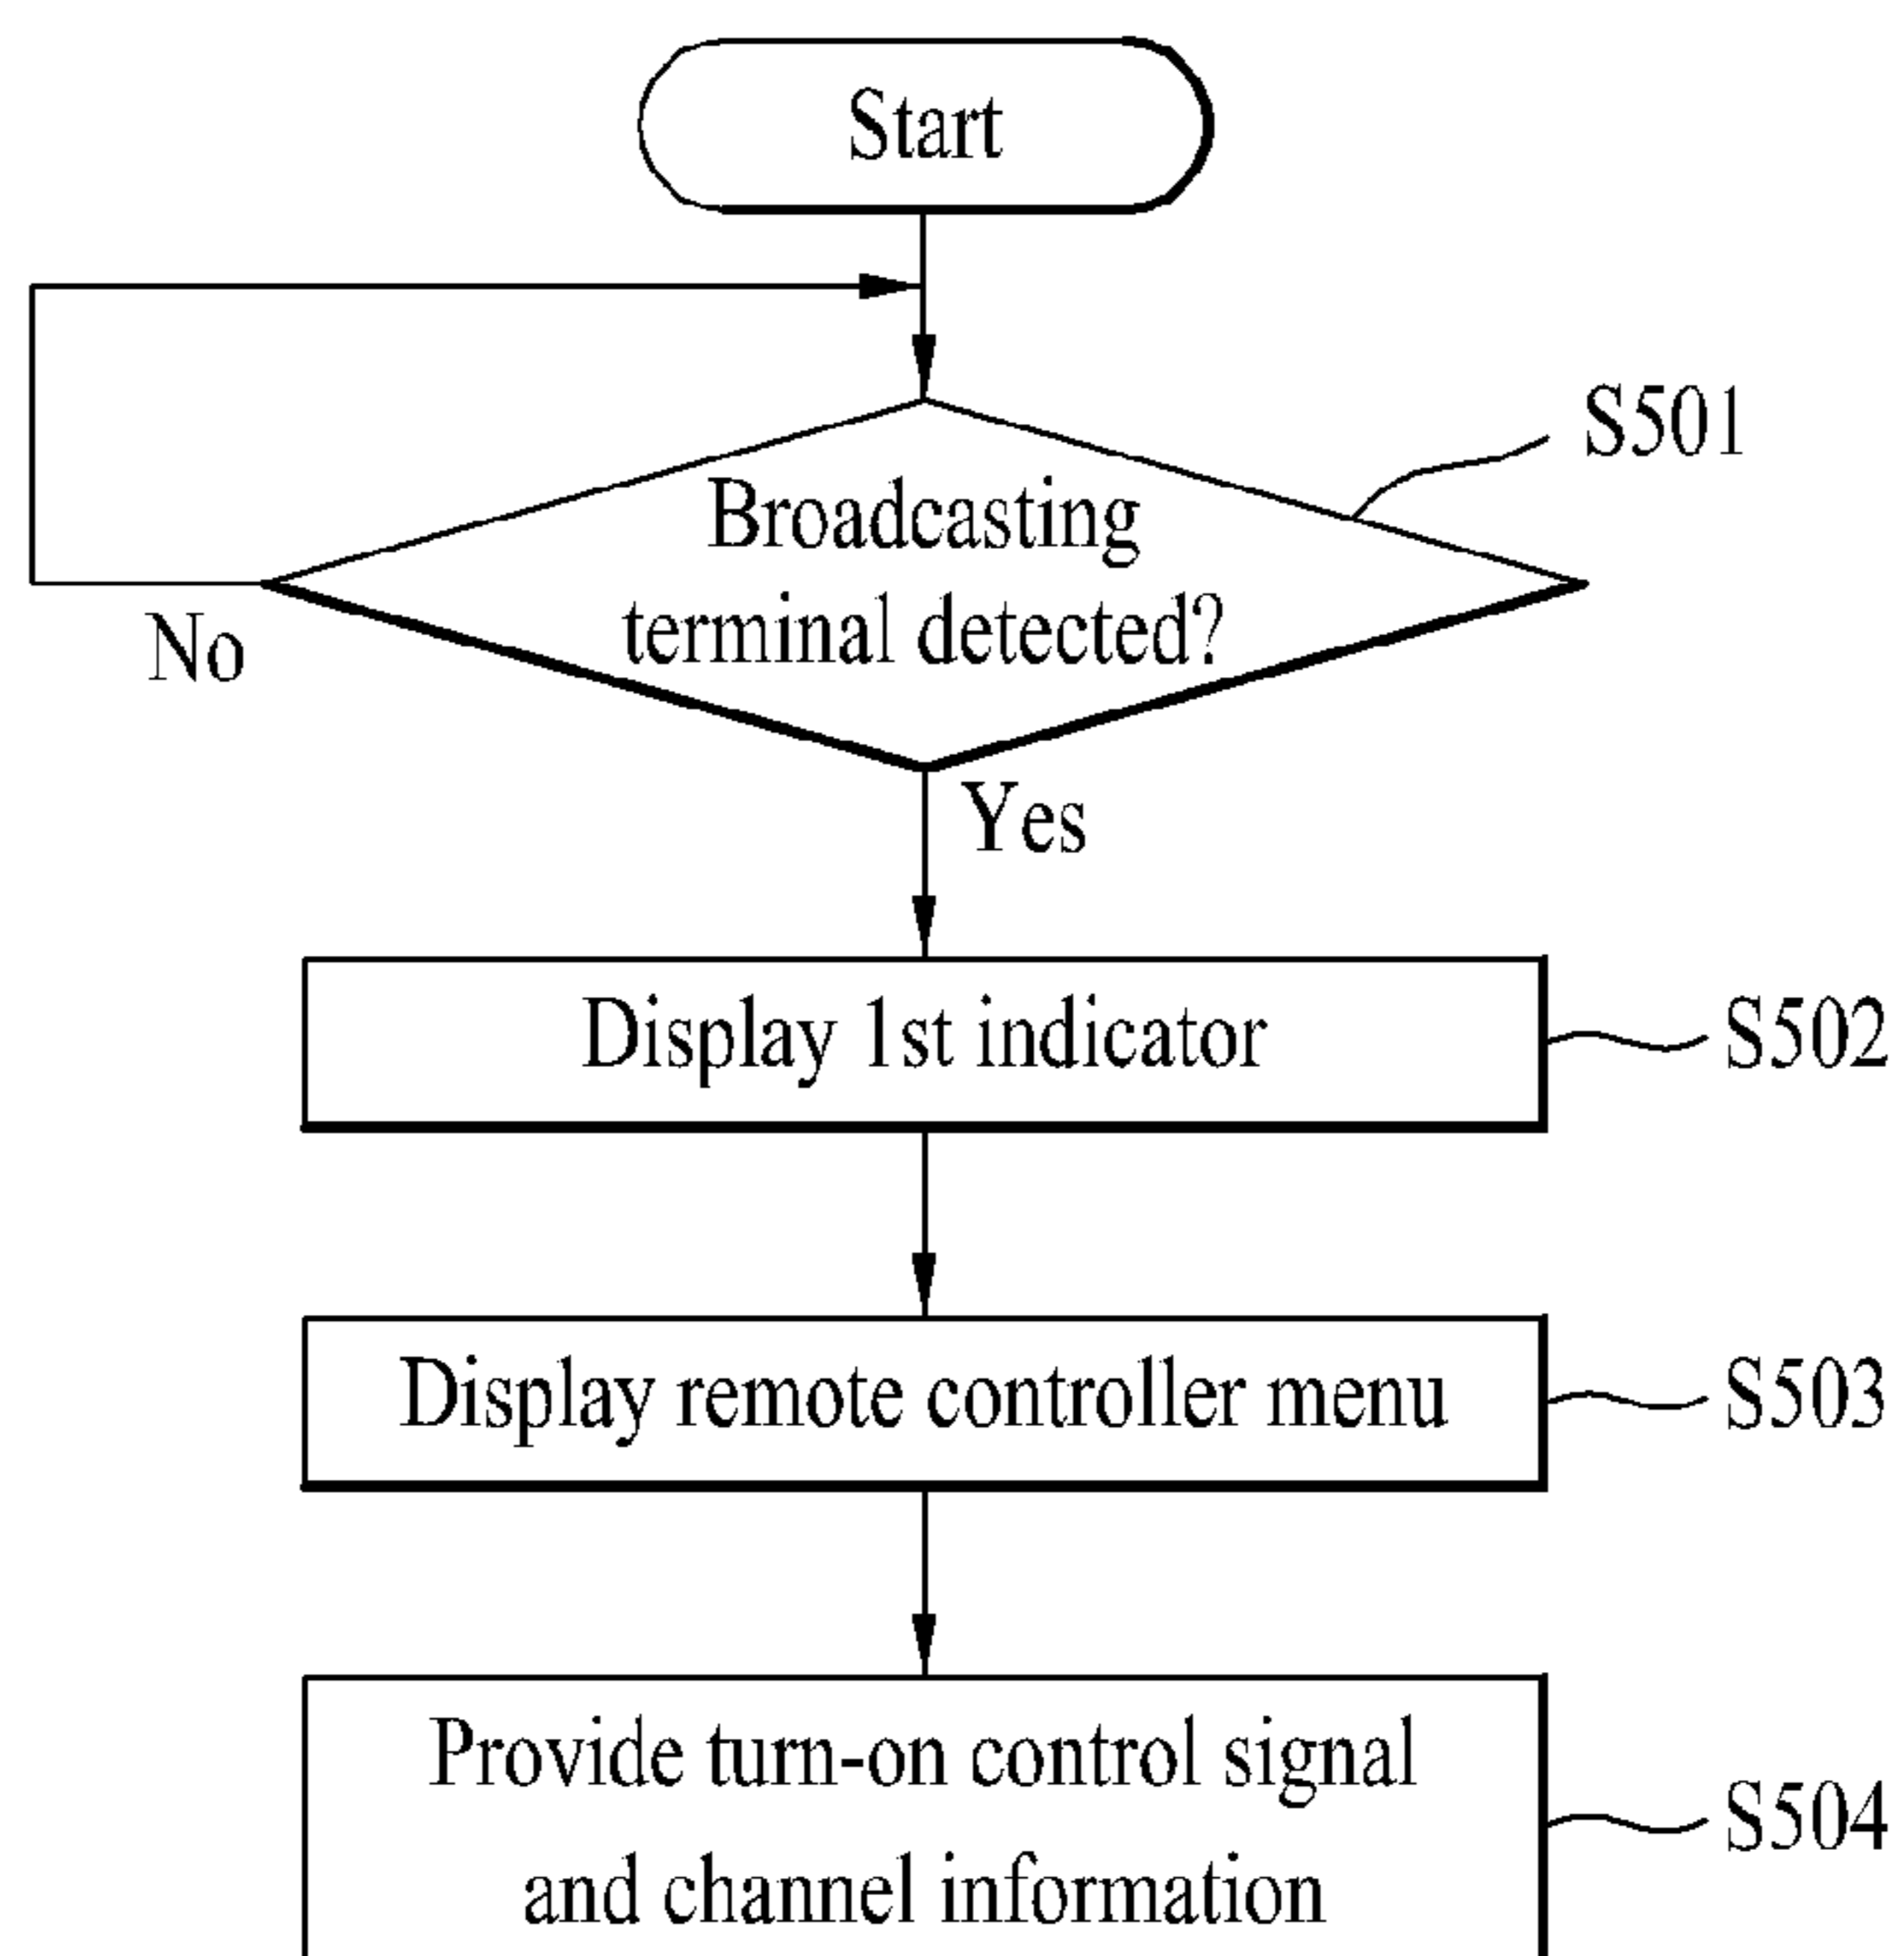 Start
S501
Broadcasting
terminal detected?
No
Yes
Display 1st indicator
S502
Display remote controller menu
S503
Provide turn-on control signal
and channel information
S504